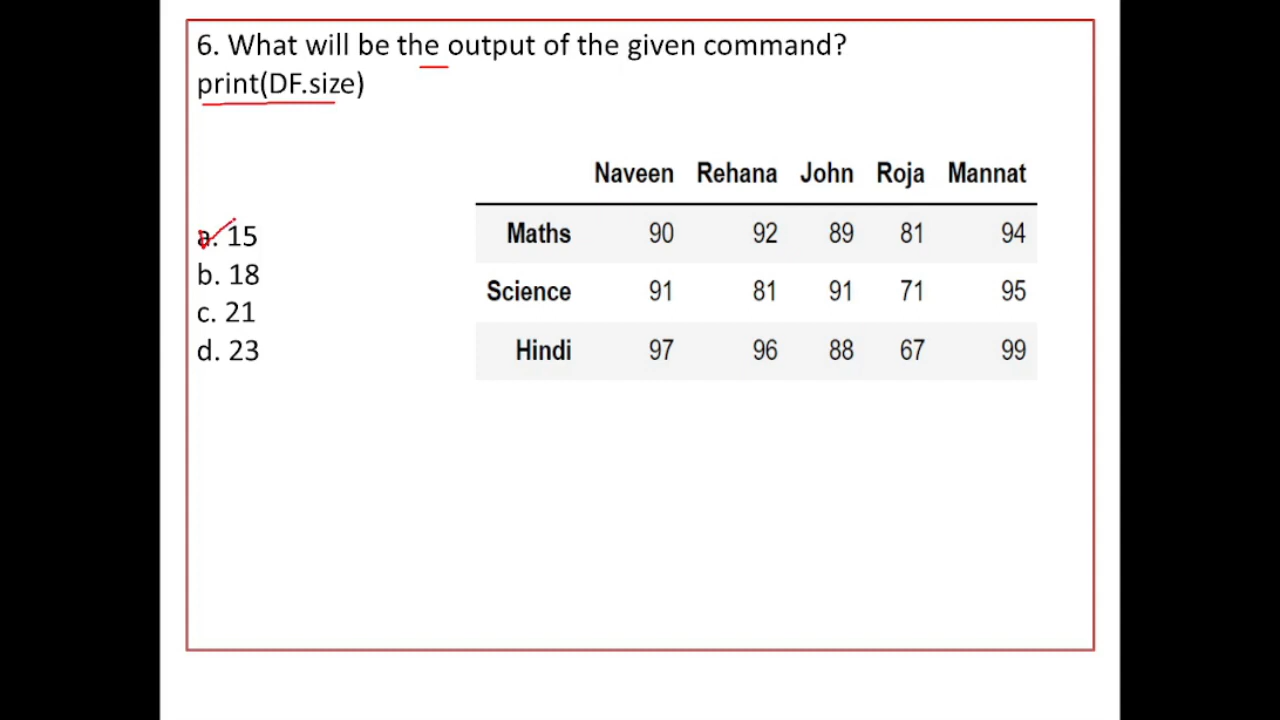 6. What will be the output of the given command?
print(DF.size)
Naveen Rehana John Roja Mannat
a. 15
Maths 90 92 89 81 94
b. 18
Science 91 81 91 71 95
c. 21
d. 23
Hindi 97 96 88 67 99